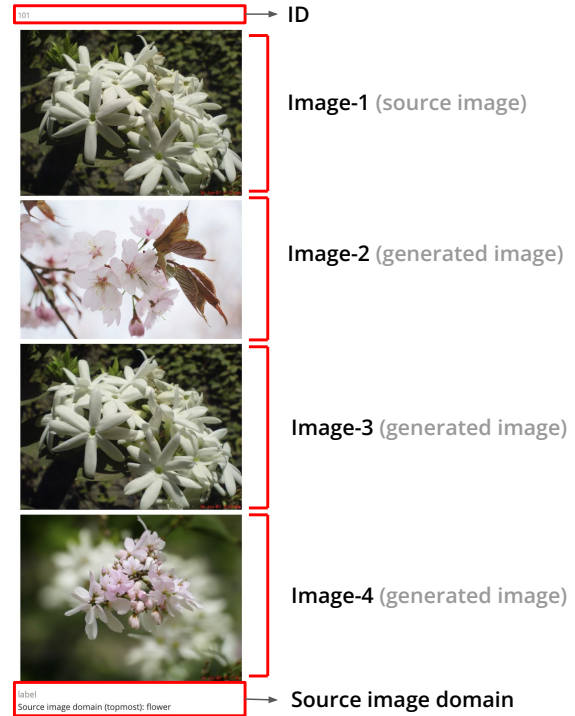 101
ID
Image-1 (source image)
Image-2 (generated image)
Image-3 (generated image)
Image-4 (generated image)
label
Source image domain (topmost): flower
Source image domain